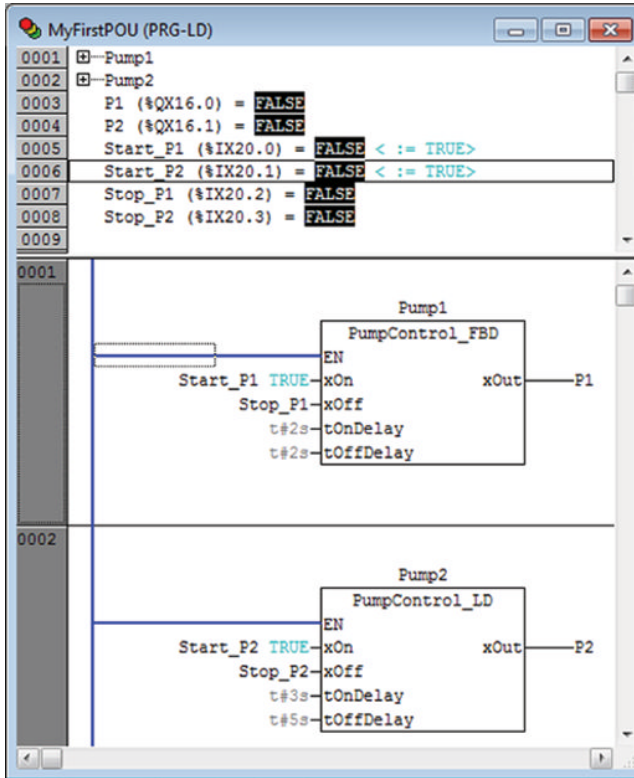 MyFirstPOU (PRG-LD)
0001 Pump1
0002 Pump2
0003 P1 (%QX16.0) = FALSE
0004 P2 (%QX16.1) = FALSE
0005 Start_P1 (%IX20.0) = FALSE < := TRUE>
0006 Start_P2 (%IX20.1) = FALSE < := TRUE>
0007 Stop_P1 (%IX20.2) = FALSE
0008 Stop_P2 (%IX20.3) = FALSE
0009
0001
Pump1
PumpControl_FBD
EN
Start_P1 TRUE xOn xOut P1
Stop_P1 xOff
t#2s tOnDelay
t#2s tOffDelay
0002
Pump2
PumpControl_LD
EN
Start_P2 TRUE xOn xOut P2
Stop_P2 xOff
t#3s tOnDelay
t#5s tOffDelay